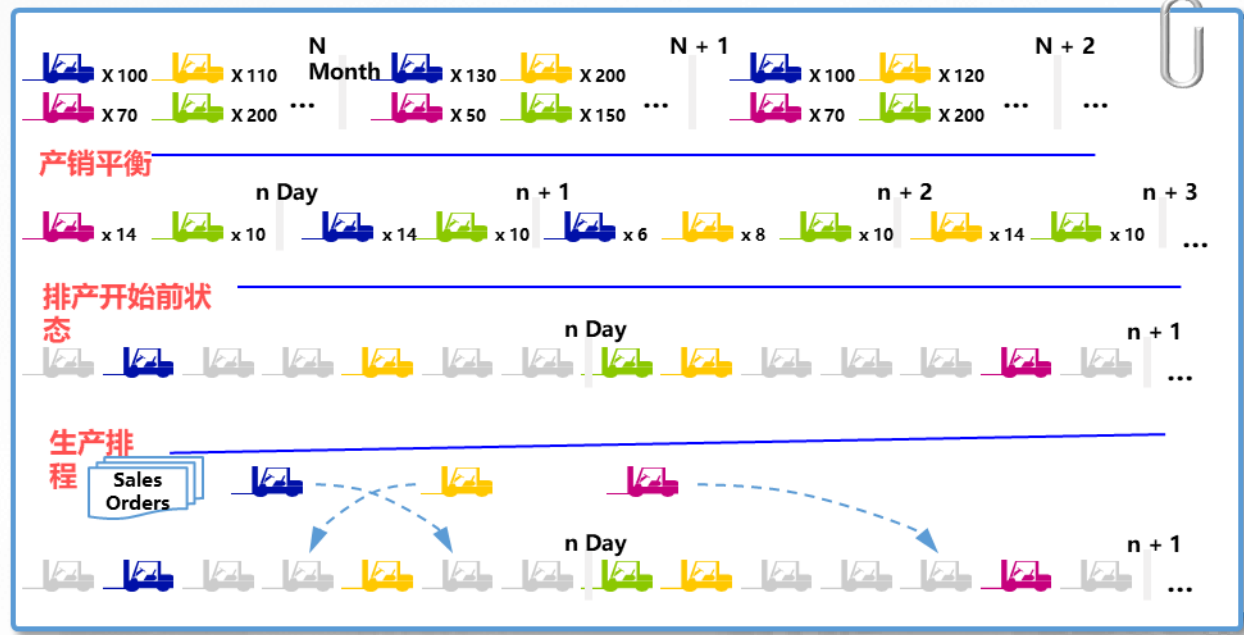 N
Month
N + 1
N + 2
X 100
X 110
X 130
X 200
X 100
X 120
X 70
X 200
...
X 50
X 150
...
X 70
X 200
...
...
产销平衡
n Day
n + 1
n + 2
n + 3
x 14
x 10
x 14
x 10
x 6
x 8
x 10
x 14
x 10
...
排产开始前状
态
n Day
n + 1
...
生产排
程
Sales
Orders
n Day
n + 1
...